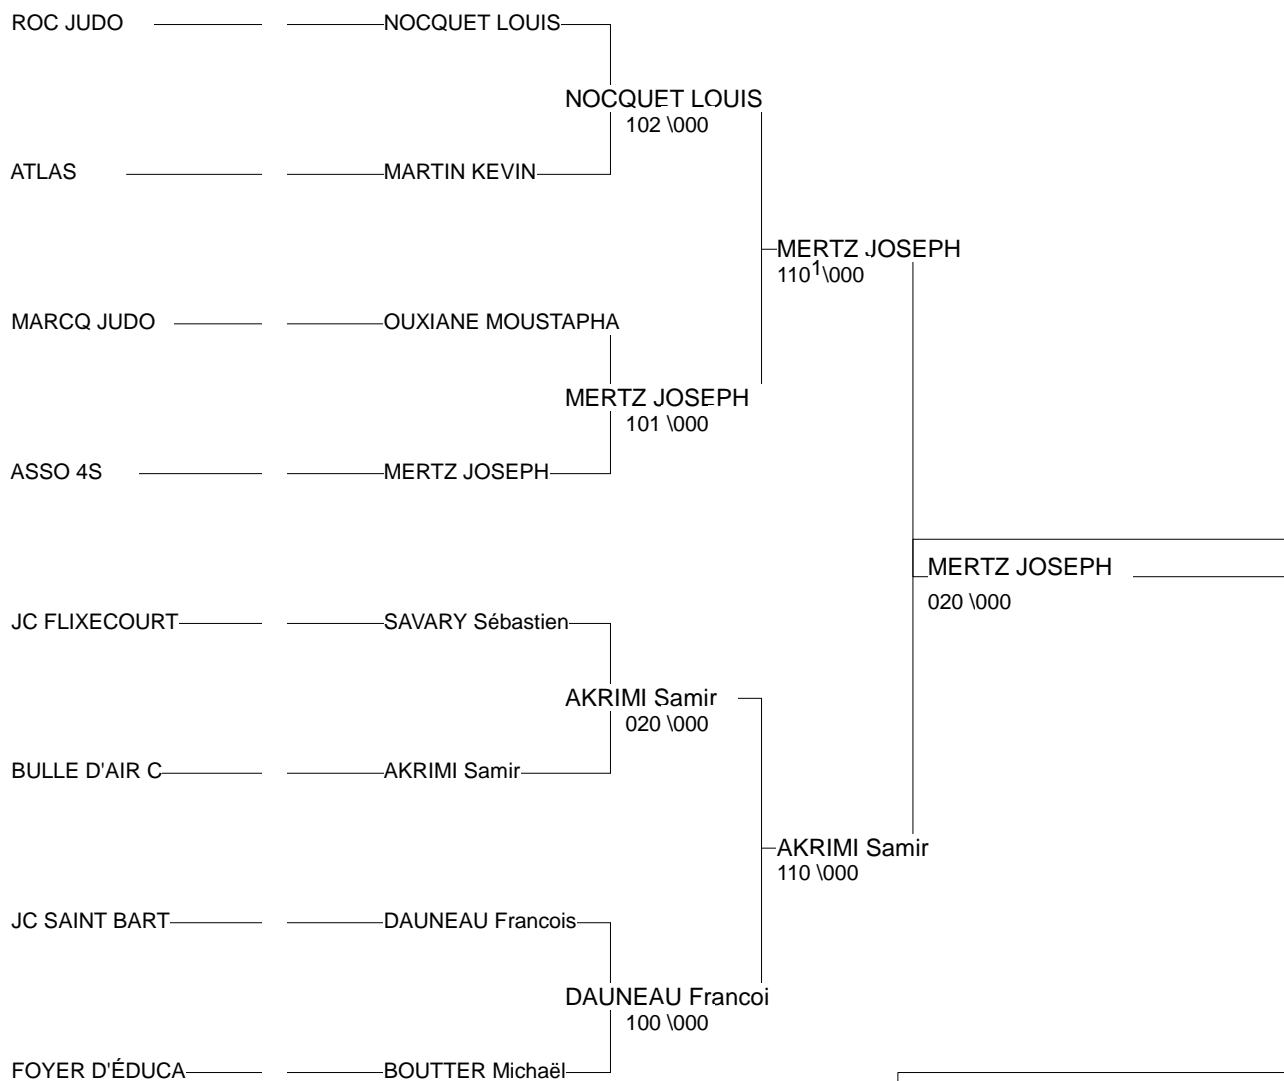 ROC JUDO NOCQUET LOUIS
NOCQUET LOUIS
102 \000
ATLAS MARTIN KEVIN
MERTZ JOSEPH
110 1\000
MARCQ JUDO OUXIANE MOUSTAPHA
MERTZ JOSEPH
101 \000
ASSO 4S MERTZ JOSEPH
MERTZ JOSEPH
020 \000
JC FLIXECOURT SAVARY Sébastien
AKRIMI Samir
020 \000
BULLE D'AIR C AKRIMI Samir
AKRIMI Samir
110 \000
JC SAINT BART DAUNEAU Francois
DAUNEAU Francoi
100 \000
FOYER D'ÉDUCA BOUTTER Michaël